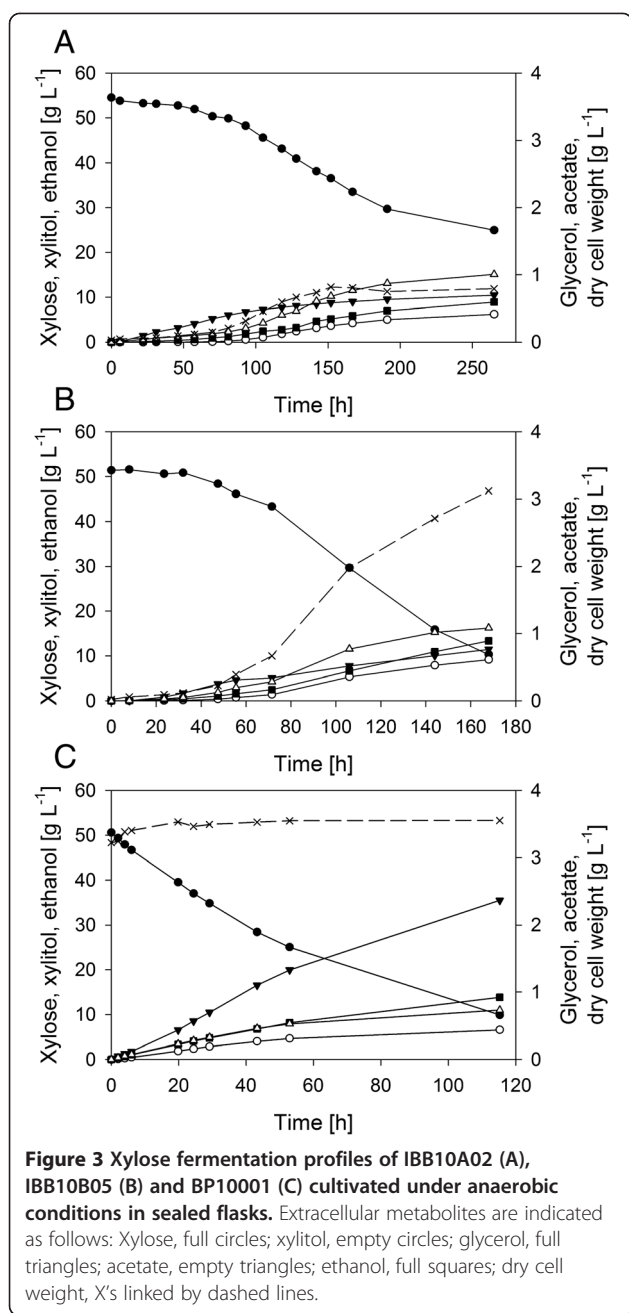 A
60
50
40
30
20
10
0
Xylose, xylitol, ethanol [g L⁻¹]
4
3
2
1
0
Glycerol, acetate,
dry cell weight [g L⁻¹]
0 50 100 150 200 250
Time [h]
B
60
50
40
30
20
10
0
Xylose, xylitol, ethanol [g L⁻¹]
4
3
2
1
0
Glycerol, acetate,
dry cell weight [g L⁻¹]
0 20 40 60 80 100 120 140 160 180
Time [h]
C
60
50
40
30
20
10
0
Xylose, xylitol, ethanol [g L⁻¹]
4
3
2
1
0
Glycerol, acetate,
dry cell weight [g L⁻¹]
0 20 40 60 80 100 120
Time [h]
Figure 3 Xylose fermentation profiles of IBB10A02 (A),
IBB10B05 (B) and BP10001 (C) cultivated under anaerobic
conditions in sealed flasks. Extracellular metabolites are indicated
as follows: Xylose, full circles; xylitol, empty circles; glycerol, full
triangles; acetate, empty triangles; ethanol, full squares; dry cell
weight, X's linked by dashed lines.